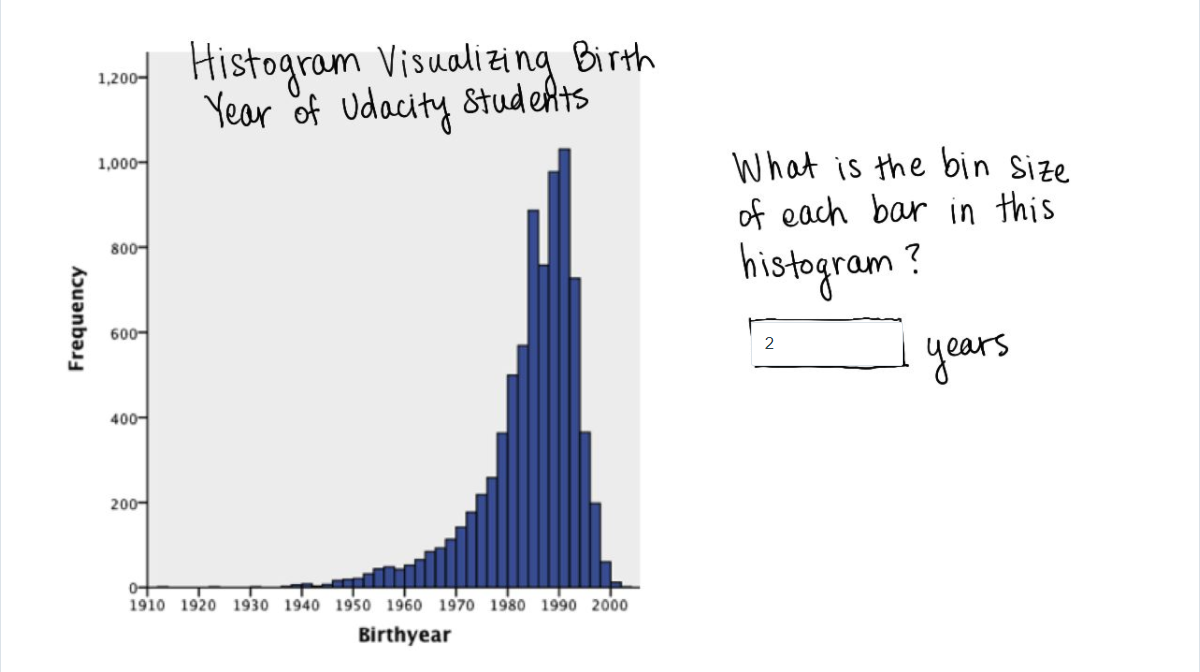 Histogram Visualizing Birth
Year of Udacity Students
1,200
1,000
800
600
400
200
0
Frequency
1910 1920 1930 1940 1950 1960 1970 1980 1990 2000
Birthyear
What is the bin size
of each bar in this
histogram?
2 years